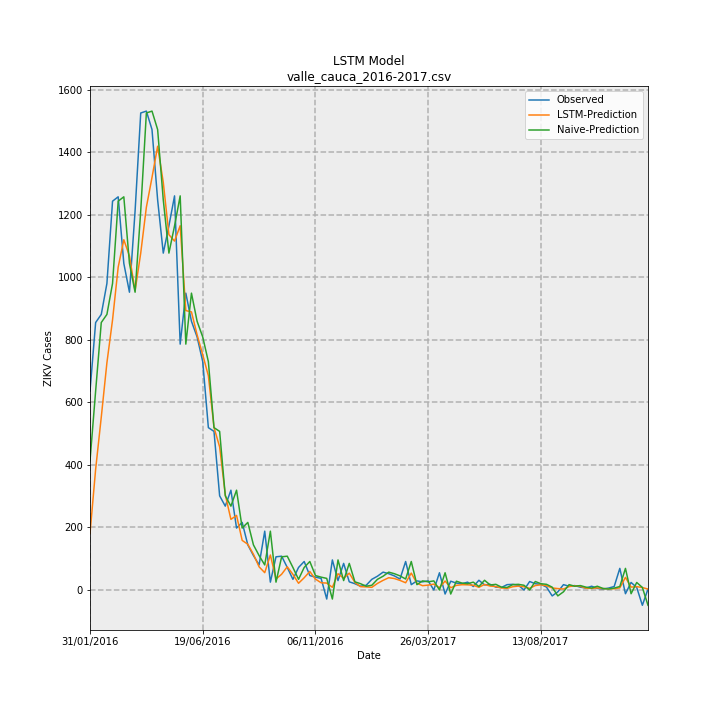 LSTM Model
valle_cauca_2016-2017.csv
Observed
LSTM-Prediction
Naive-Prediction
1600
1400
1200
1000
800
600
400
200
0
ZIKV Cases
31/01/2016
19/06/2016
06/11/2016
26/03/2017
13/08/2017
Date